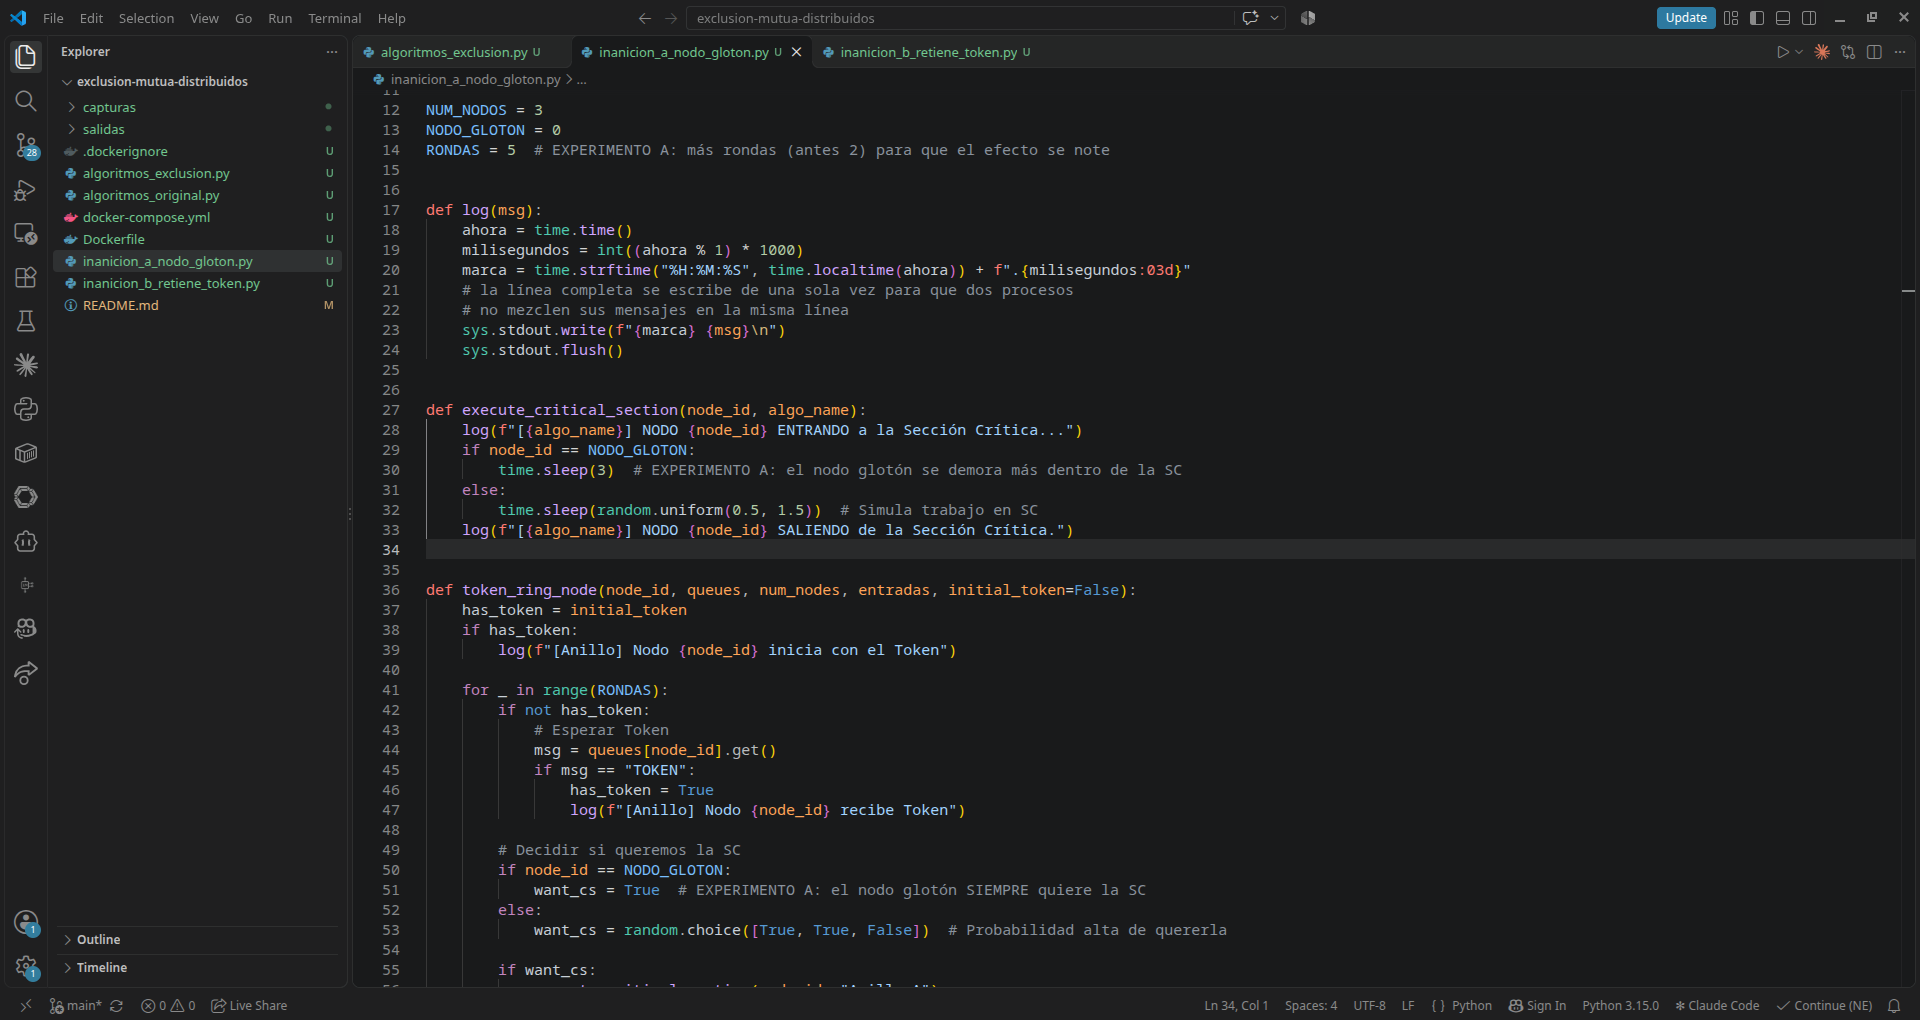 File Edit Selection View Go Run Terminal Help
exclusion-mutua-distribuidos
Update
Explorer
exclusion-mutua-distribuidos
capturas
salidas
.dockerignore U
algoritmos_exclusion.py U
algoritmos_original.py U
docker-compose.yml U
Dockerfile U
inanicion_a_nodo_gloton.py U
inanicion_b_retiene_token.py U
README.md M
28
Outline
Timeline
1
1
algoritmos_exclusion.py U inanicion_a_nodo_gloton.py U inanicion_b_retiene_token.py U
inanicion_a_nodo_gloton.py > ...
11
12 NUM_NODOS = 3
13 NODO_GLOTON = 0
14 RONDAS = 5  # EXPERIMENTO A: más rondas (antes 2) para que el efecto se note
15
16
17 def log(msg):
18     ahora = time.time()
19     milisegundos = int((ahora % 1) * 1000)
20     marca = time.strftime("%H:%M:%S", time.localtime(ahora)) + f".{milisegundos:03d}"
21     # la línea completa se escribe de una sola vez para que dos procesos
22     # no mezclen sus mensajes en la misma línea
23     sys.stdout.write(f"{marca} {msg}\n")
24     sys.stdout.flush()
25
26
27 def execute_critical_section(node_id, algo_name):
28     log(f"[{algo_name}] NODO {node_id} ENTRANDO a la Sección Crítica...")
29     if node_id == NODO_GLOTON:
30         time.sleep(3)  # EXPERIMENTO A: el nodo glotón se demora más dentro de la SC
31     else:
32         time.sleep(random.uniform(0.5, 1.5))  # Simula trabajo en SC
33     log(f"[{algo_name}] NODO {node_id} SALIENDO de la Sección Crítica.")
34
35
36 def token_ring_node(node_id, queues, num_nodes, entradas, initial_token=False):
37     has_token = initial_token
38     if has_token:
39         log(f"[Anillo] Nodo {node_id} inicia con el Token")
40
41     for _ in range(RONDAS):
42         if not has_token:
43             # Esperar Token
44             msg = queues[node_id].get()
45             if msg == "TOKEN":
46                 has_token = True
47                 log(f"[Anillo] Nodo {node_id} recibe Token")
48
49         # Decidir si queremos la SC
50         if node_id == NODO_GLOTON:
51             want_cs = True  # EXPERIMENTO A: el nodo glotón SIEMPRE quiere la SC
52         else:
53             want_cs = random.choice([True, True, False])  # Probabilidad alta de quererla
54
55         if want_cs:
main* 0 0 Live Share Ln 34, Col 1 Spaces: 4 UTF-8 LF { } Python Sign In Python 3.15.0 Claude Code Continue (NE)